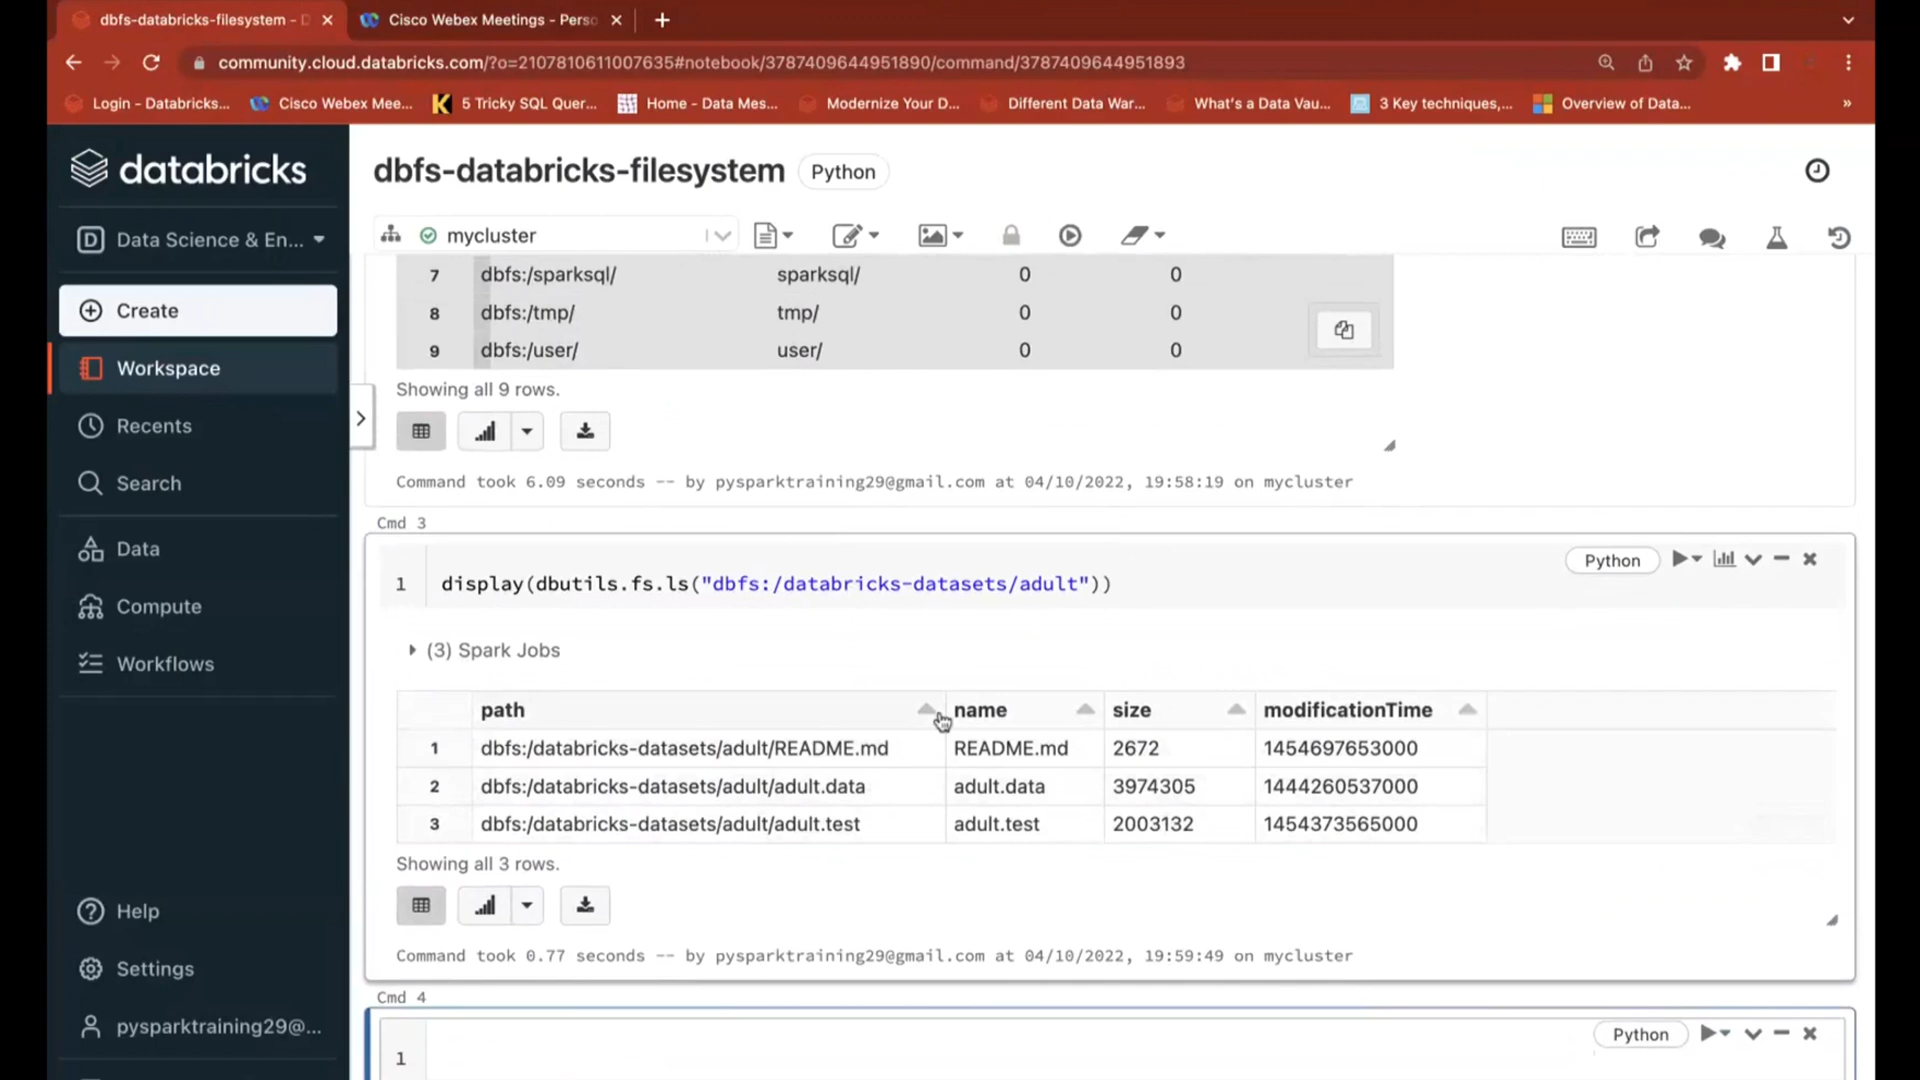 dbfs-databricks-filesystem - D
Cisco Webex Meetings - Perso
community.cloud.databricks.com/?o=2107810611007635#notebook/3787409644951890/command/3787409644951893
Login - Databricks...
Cisco Webex Mee...
5 Tricky SQL Quer...
Home - Data Mes...
Modernize Your D...
Different Data War...
What's a Data Vau...
3 Key techniques,...
Overview of Data...
»
databricks
D Data Science & En...
Create
Workspace
Recents
Search
Data
Compute
Workflows
Help
Settings
pysparktraining29@...
dbfs-databricks-filesystem Python
mycluster
7 dbfs:/sparksql/ sparksql/ 0 0
8 dbfs:/tmp/ tmp/ 0 0
9 dbfs:/user/ user/ 0 0
Showing all 9 rows.
Command took 6.09 seconds -- by pysparktraining29@gmail.com at 04/10/2022, 19:58:19 on mycluster
Cmd 3
Python
1 display(dbutils.fs.ls("dbfs:/databricks-datasets/adult"))
(3) Spark Jobs
path name size modificationTime
1 dbfs:/databricks-datasets/adult/README.md README.md 2672 1454697653000
2 dbfs:/databricks-datasets/adult/adult.data adult.data 3974305 1444260537000
3 dbfs:/databricks-datasets/adult/adult.test adult.test 2003132 1454373565000
Showing all 3 rows.
Command took 0.77 seconds -- by pysparktraining29@gmail.com at 04/10/2022, 19:59:49 on mycluster
Cmd 4
Python
1